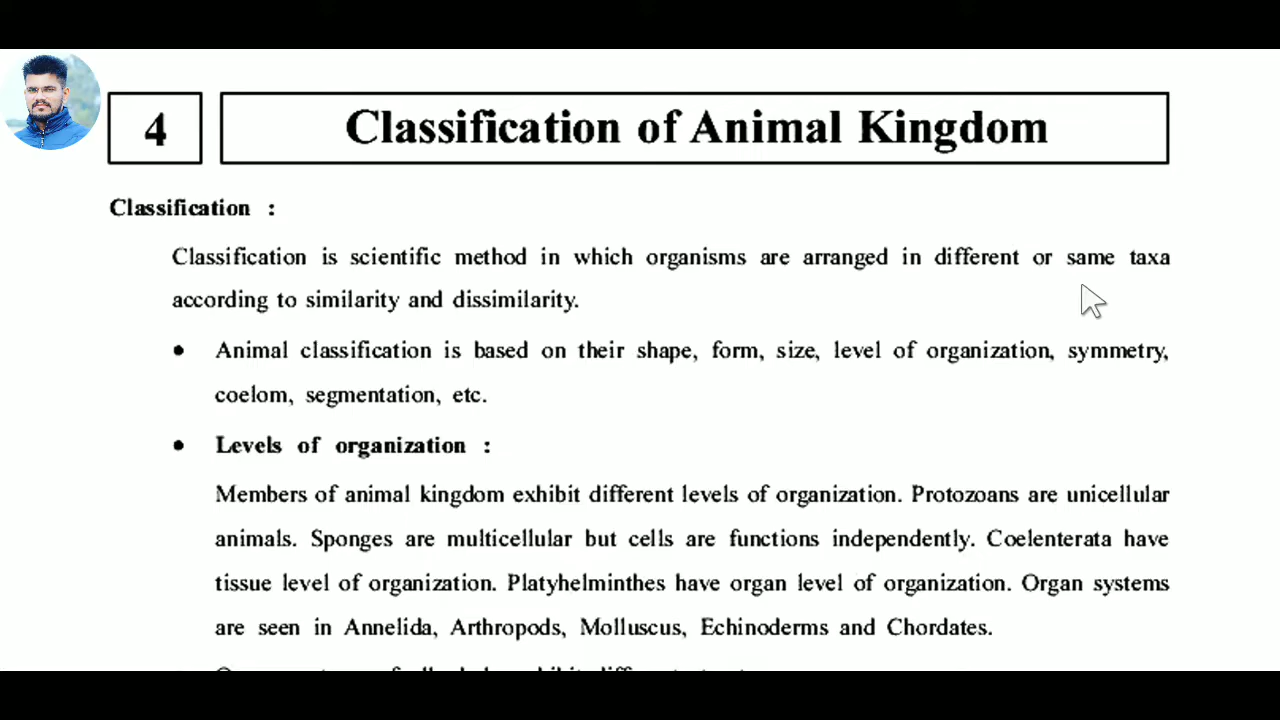 4
Classification of Animal Kingdom
Classification :
Classification is scientific method in which organisms are arranged in different or same taxa
according to similarity and dissimilarity.
• Animal classification is based on their shape, form, size, level of organization, symmetry,
coelom, segmentation, etc.
• Levels of organization :
Members of animal kingdom exhibit different levels of organization. Protozoans are unicellular
animals. Sponges are multicellular but cells are functions independently. Coelenterata have
tissue level of organization. Platyhelminthes have organ level of organization. Organ systems
are seen in Annelida, Arthropods, Molluscus, Echinoderms and Chordates.